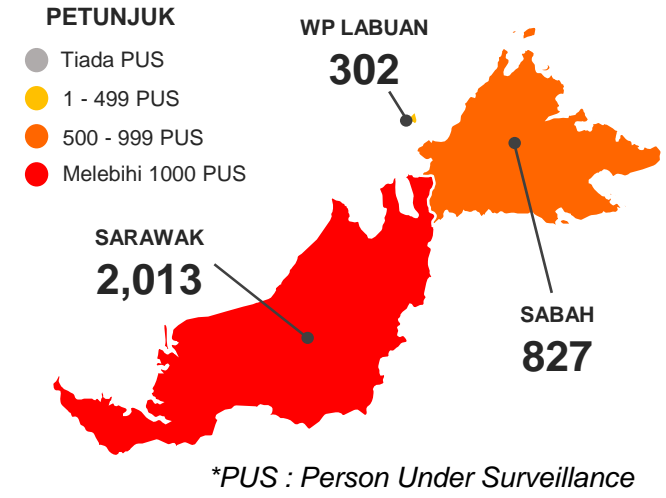 PETUNJUK
Tiada PUS
1 - 499 PUS
500 - 999 PUS
Melebihi 1000 PUS
WP LABUAN
302
SARAWAK
2,013
SABAH
827
*PUS : Person Under Surveillance